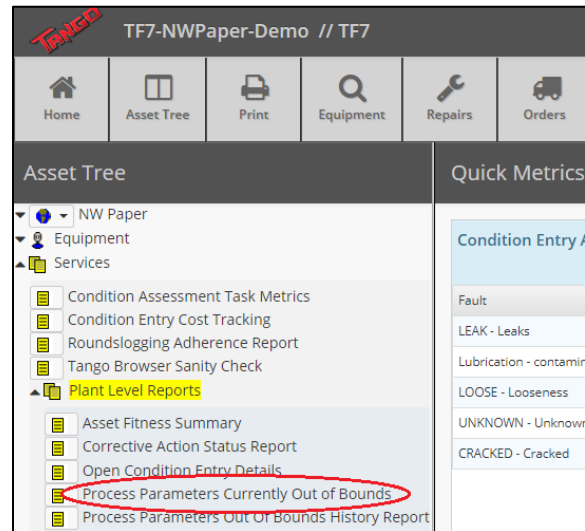 TANGO
TF7-NWPaper-Demo // TF7
Home
Asset Tree
Print
Equipment
Repairs
Orders
Asset Tree
Quick Metrics
NW Paper
Equipment
Services
Condition Assessment Task Metrics
Condition Entry Cost Tracking
Roundslogging Adherence Report
Tango Browser Sanity Check
Plant Level Reports
Asset Fitness Summary
Corrective Action Status Report
Open Condition Entry Details
Process Parameters Currently Out of Bounds
Process Parameters Out Of Bounds History Report
Condition Entry A
Fault
LEAK - Leaks
Lubrication - contamin
LOOSE - Looseness
UNKNOWN - Unknown
CRACKED - Cracked